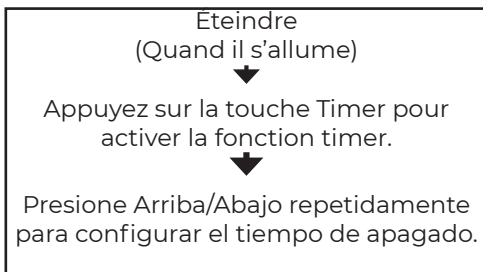 Éteindre
(Quand il s’allume)
Appuyez sur la touche Timer pour
activer la fonction timer.
Presione Arriba/Abajo repetidamente
para configurar el tiempo de apagado.